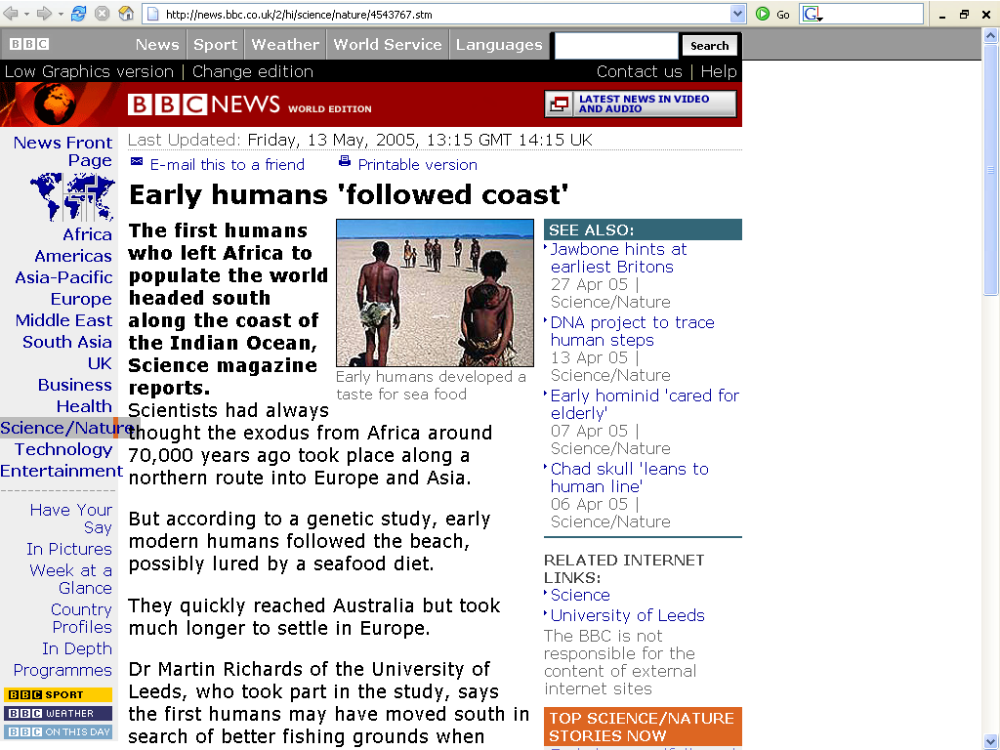 http://news.bbc.co.uk/2/hi/science/nature/4543767.stm
Go
G
BBC
News
Sport
Weather
World Service
Languages
Search
Low Graphics version | Change edition
Contact us | Help
BBC NEWS WORLD EDITION
LATEST NEWS IN VIDEO
AND AUDIO
News Front
Page
Africa
Americas
Asia-Pacific
Europe
Middle East
South Asia
UK
Business
Health
Science/Nature
Technology
Entertainment
Have Your
Say
In Pictures
Week at a
Glance
Country
Profiles
In Depth
Programmes
BBC SPORT
BBC WEATHER
BBC ON THIS DAY
Last Updated: Friday, 13 May, 2005, 13:15 GMT 14:15 UK
E-mail this to a friend
Printable version
Early humans 'followed coast'
The first humans
who left Africa to
populate the world
headed south
along the coast of
the Indian Ocean,
Science magazine
reports.
Early humans developed a
taste for sea food
Scientists had always
thought the exodus from Africa around
70,000 years ago took place along a
northern route into Europe and Asia.
But according to a genetic study, early
modern humans followed the beach,
possibly lured by a seafood diet.
They quickly reached Australia but took
much longer to settle in Europe.
Dr Martin Richards of the University of
Leeds, who took part in the study, says
the first humans may have moved south in
search of better fishing grounds when
SEE ALSO:
Jawbone hints at
earliest Britons
27 Apr 05 |
Science/Nature
DNA project to trace
human steps
13 Apr 05 |
Science/Nature
Early hominid 'cared for
elderly'
07 Apr 05 |
Science/Nature
Chad skull 'leans to
human line'
06 Apr 05 |
Science/Nature
RELATED INTERNET
LINKS:
Science
University of Leeds
The BBC is not
responsible for the
content of external
internet sites
TOP SCIENCE/NATURE
STORIES NOW